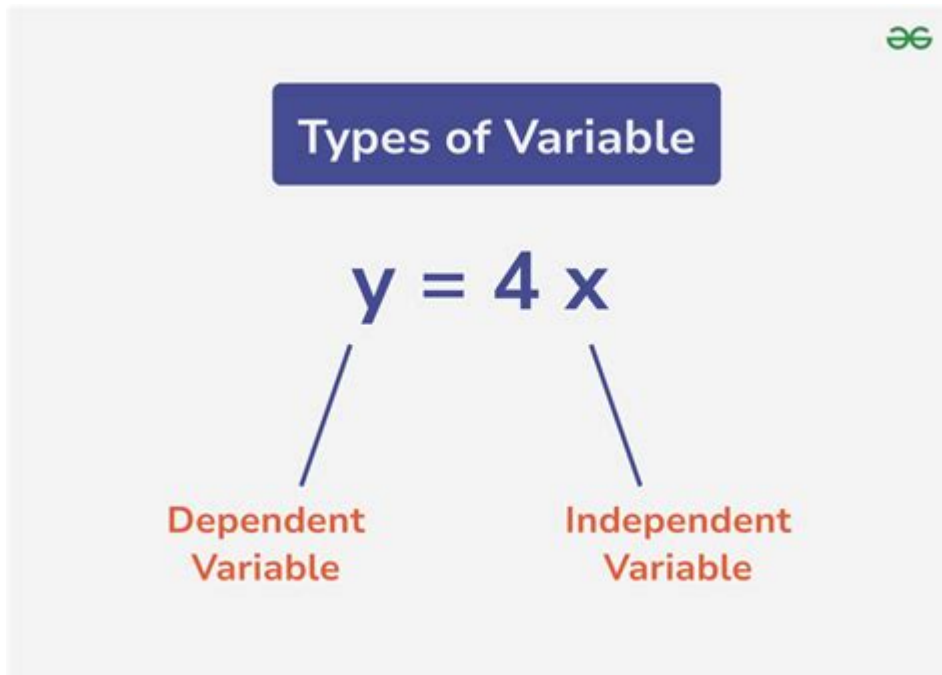 Types of Variable
y = 4 x
Dependent Independent
Variable Variable